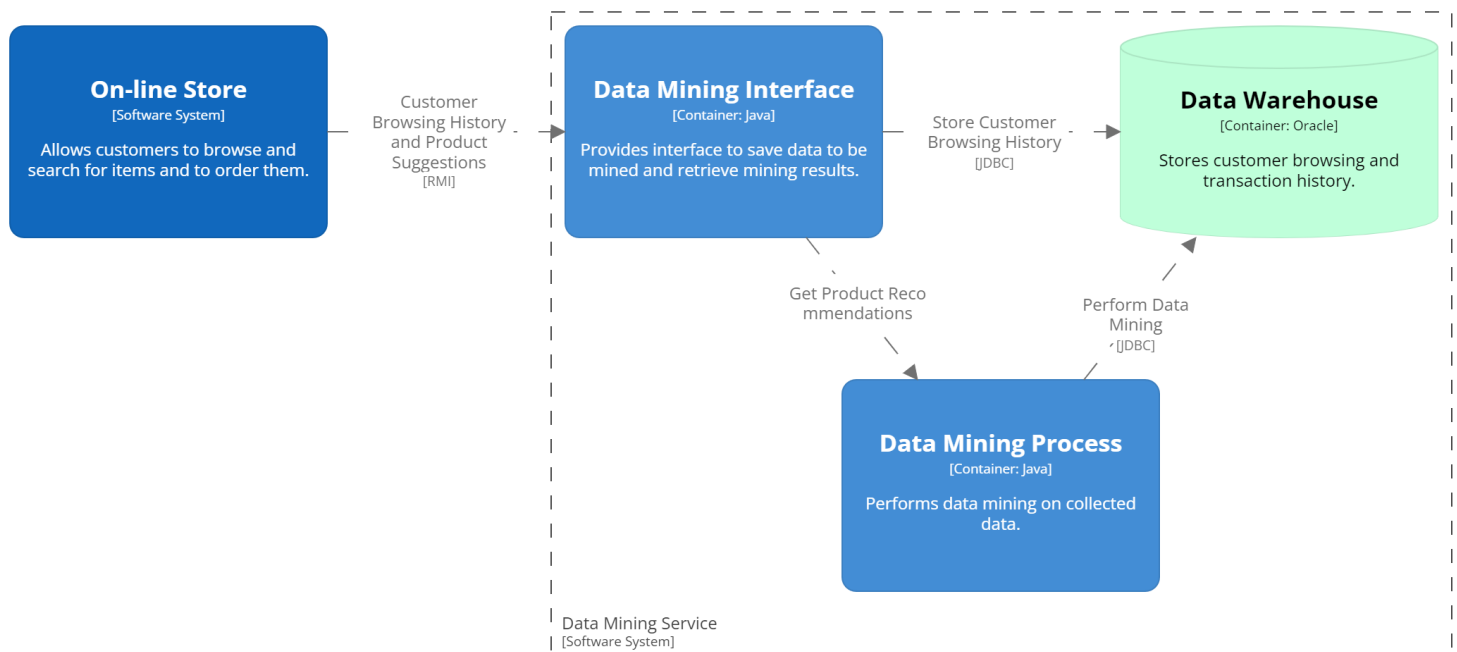 On-line Store
[Software System]
Allows customers to browse and
search for items and to order them.
Customer
Browsing History
and Product
Suggestions
[RMI]
Data Mining Interface
[Container: Java]
Provides interface to save data to be
mined and retrieve mining results.
Store Customer
Browsing History
[JDBC]
Data Warehouse
[Container: Oracle]
Stores customer browsing and
transaction history.
Get Product Reco
mmendations
Perform Data
Mining
[JDBC]
Data Mining Process
[Container: Java]
Performs data mining on collected
data.
Data Mining Service
[Software System]